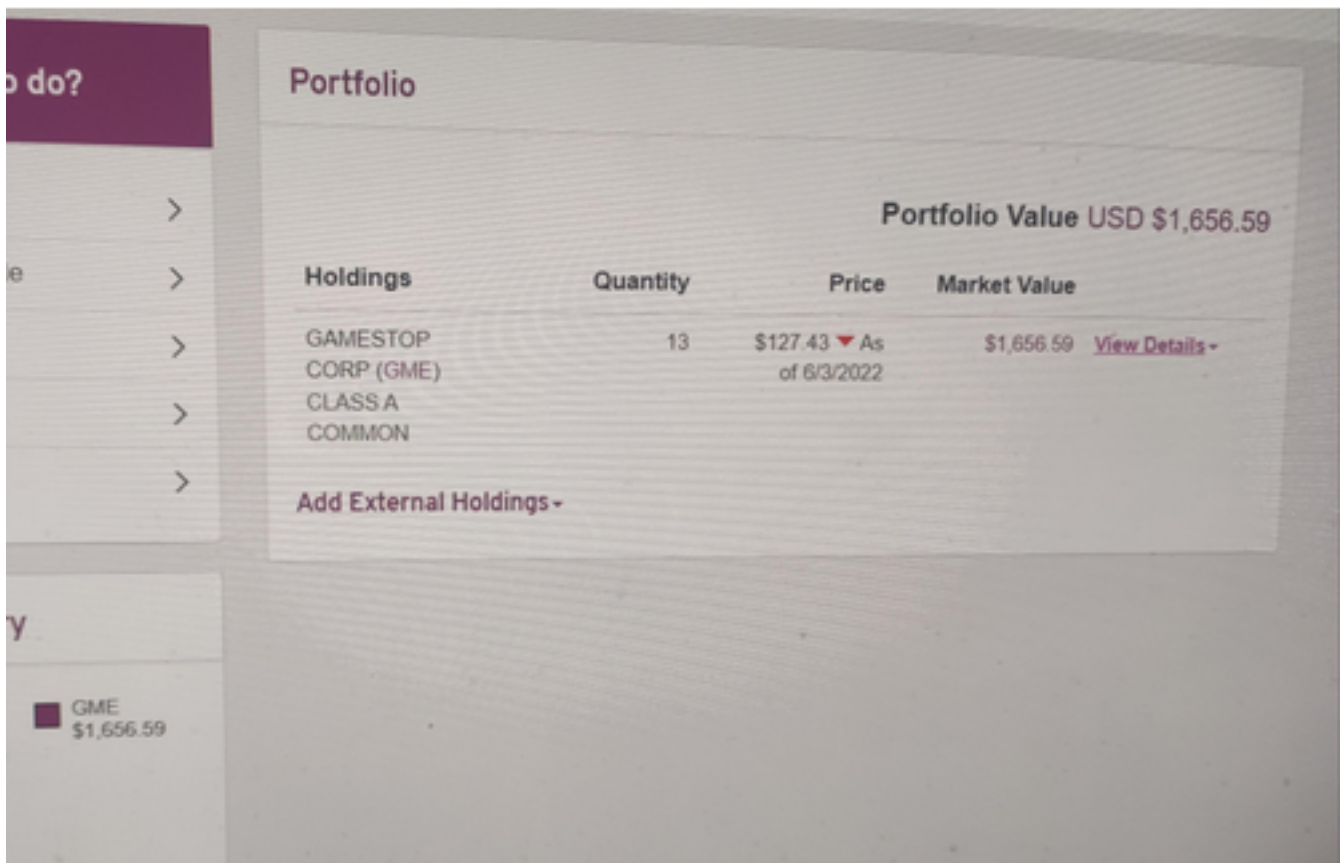 o do?
Portfolio
Portfolio Value USD $1,656.59
Holdings Quantity Price Market Value
GAMESTOP 13 $127.43 As $1,656.59 View Details
CORP (GME) of 6/3/2022
CLASS A
COMMON
Add External Holdings
e
y
GME
$1,656.59